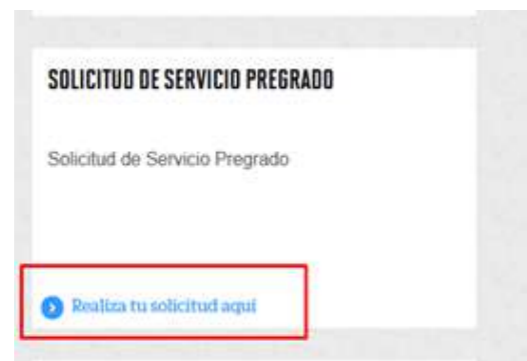 SOLICITUD DE SERVICIO PREGRADO
Solicitud de Servicio Pregrado
Realiza tu solicitud aquí